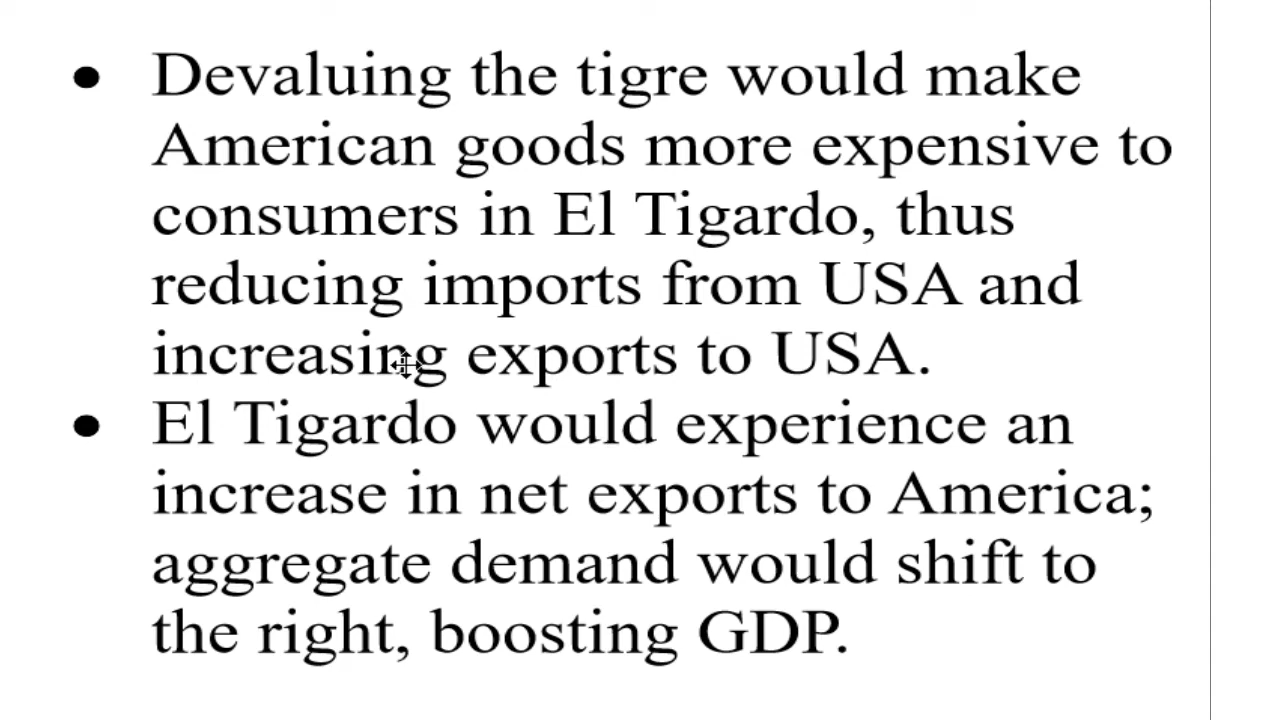 ● Devaluing the tigre would make
American goods more expensive to
consumers in El Tigardo, thus
reducing imports from USA and
increasing exports to USA.
● El Tigardo would experience an
increase in net exports to America;
aggregate demand would shift to
the right, boosting GDP.